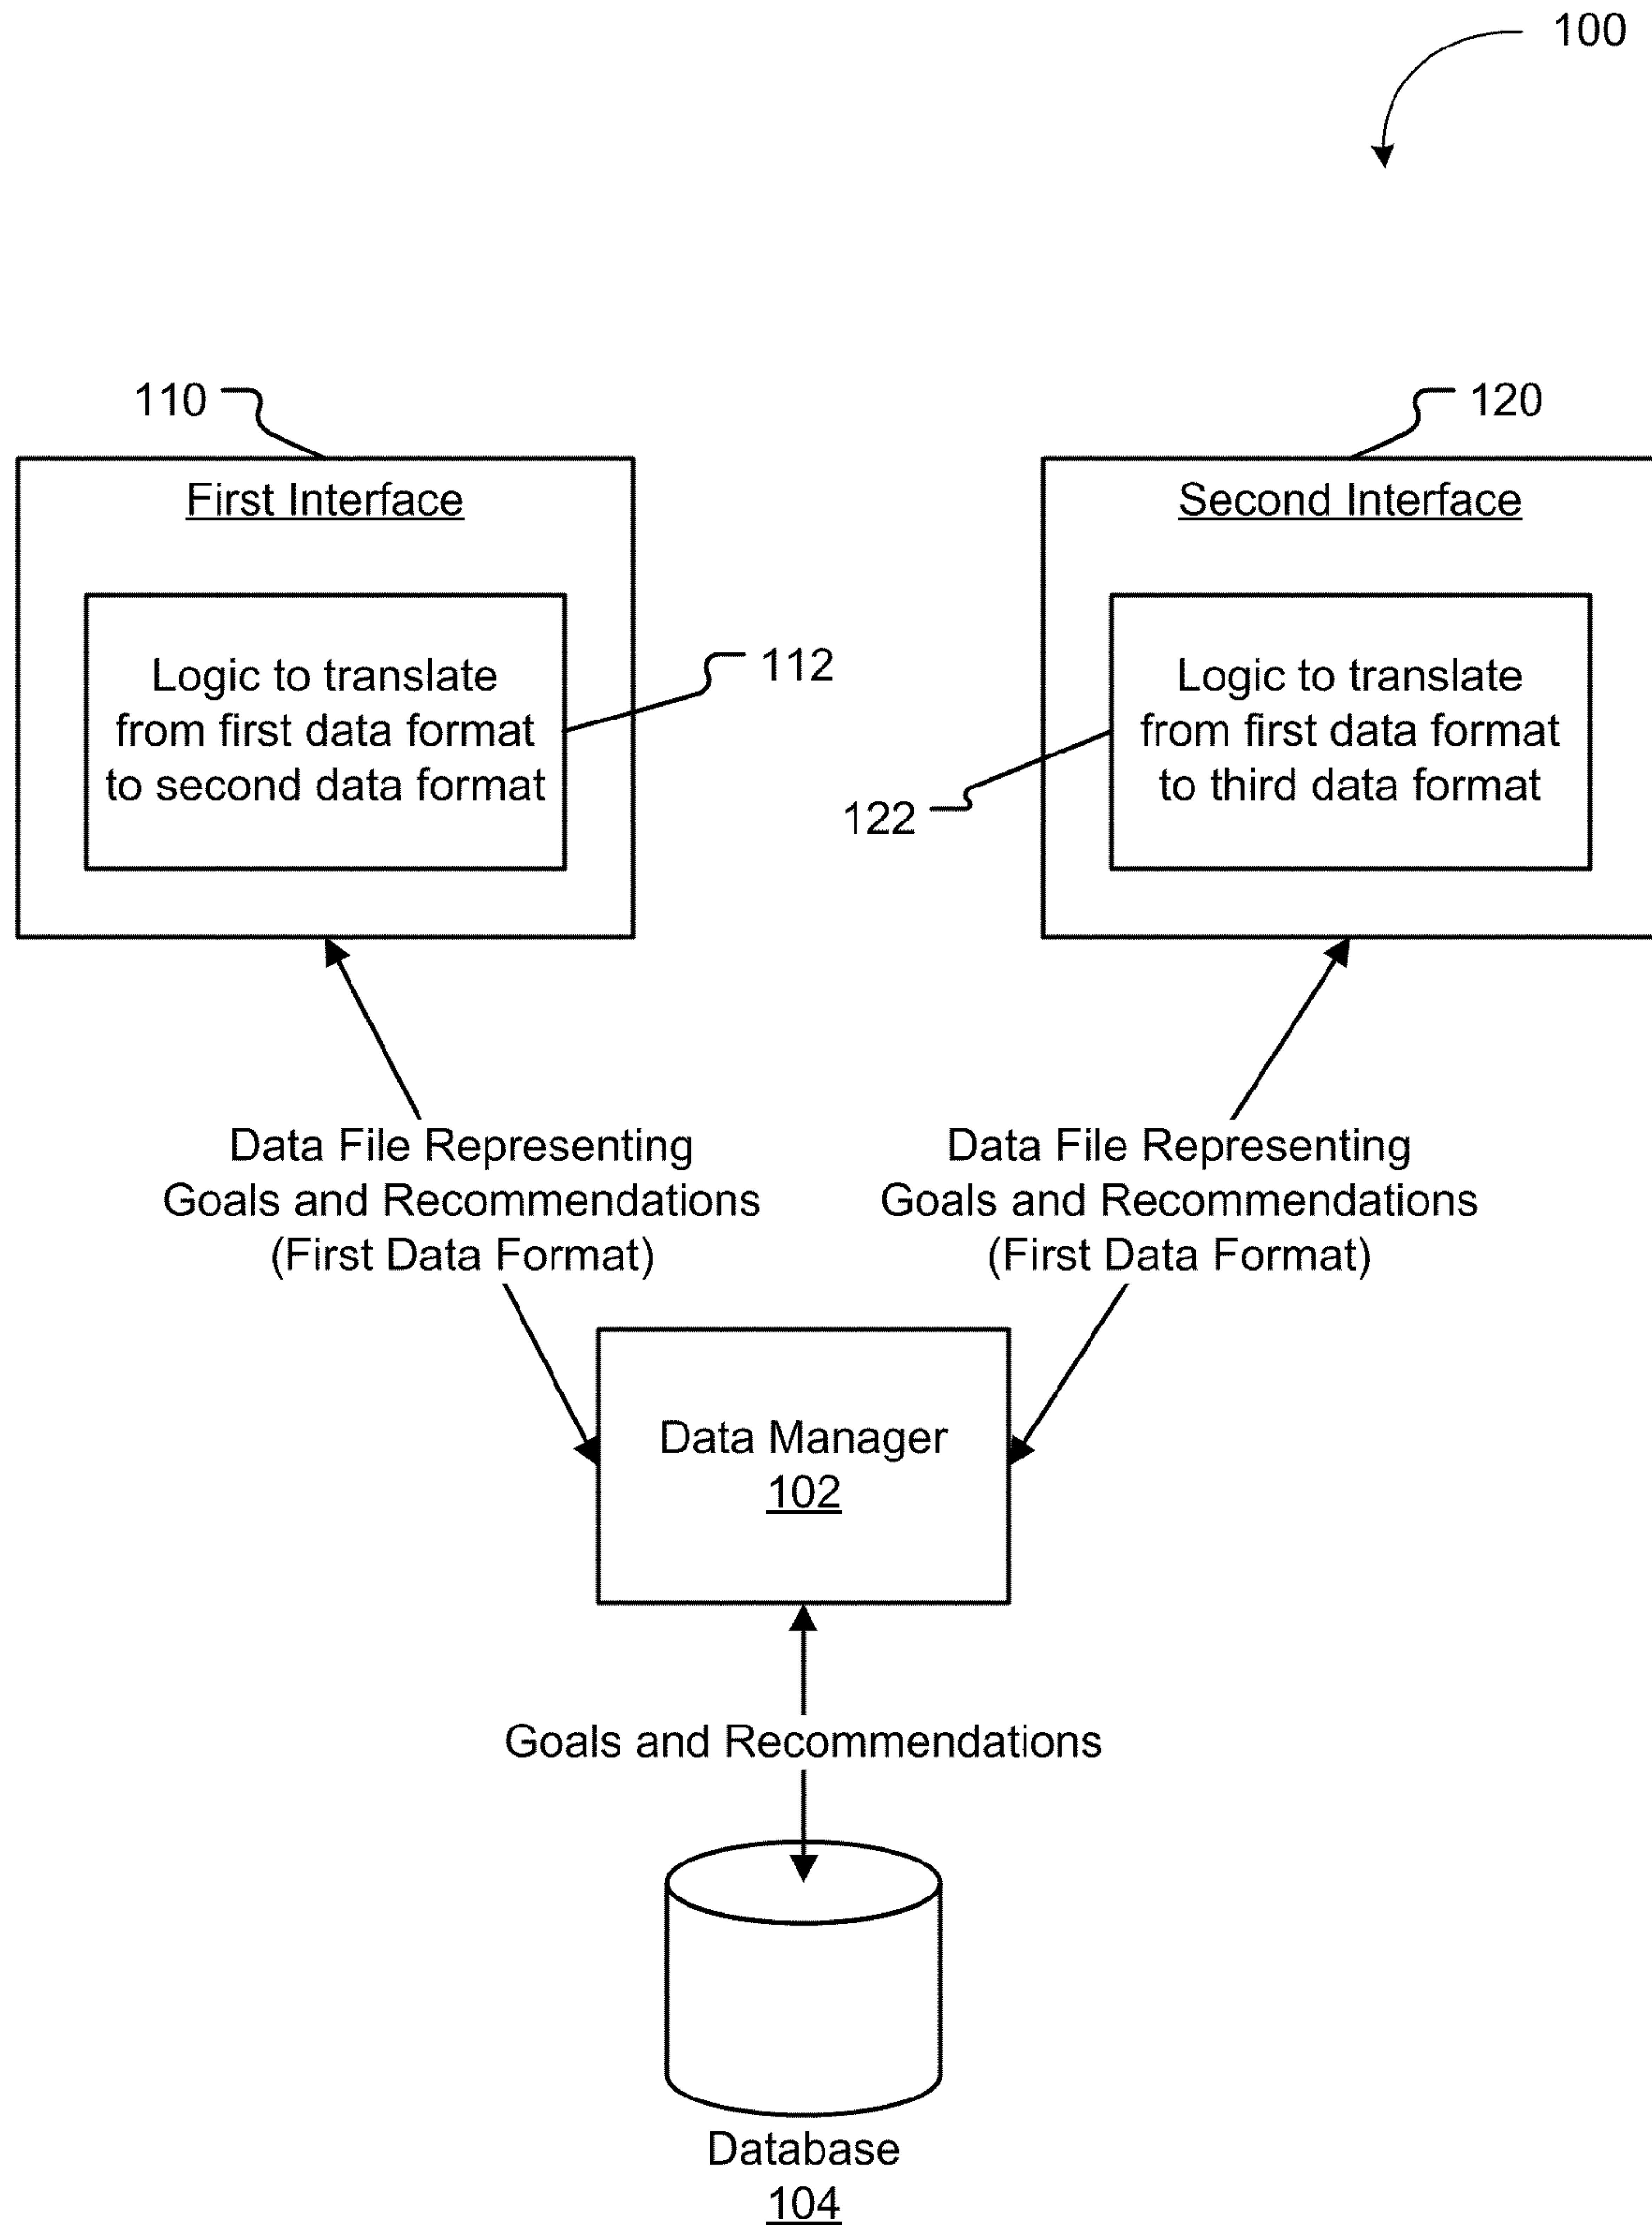 100
110
120
First Interface
Second Interface
Logic to translate
from first data format
to second data format
112
Logic to translate
from first data format
to third data format
122
Data File Representing
Goals and Recommendations
(First Data Format)
Data File Representing
Goals and Recommendations
(First Data Format)
Data Manager
102
Goals and Recommendations
Database
104